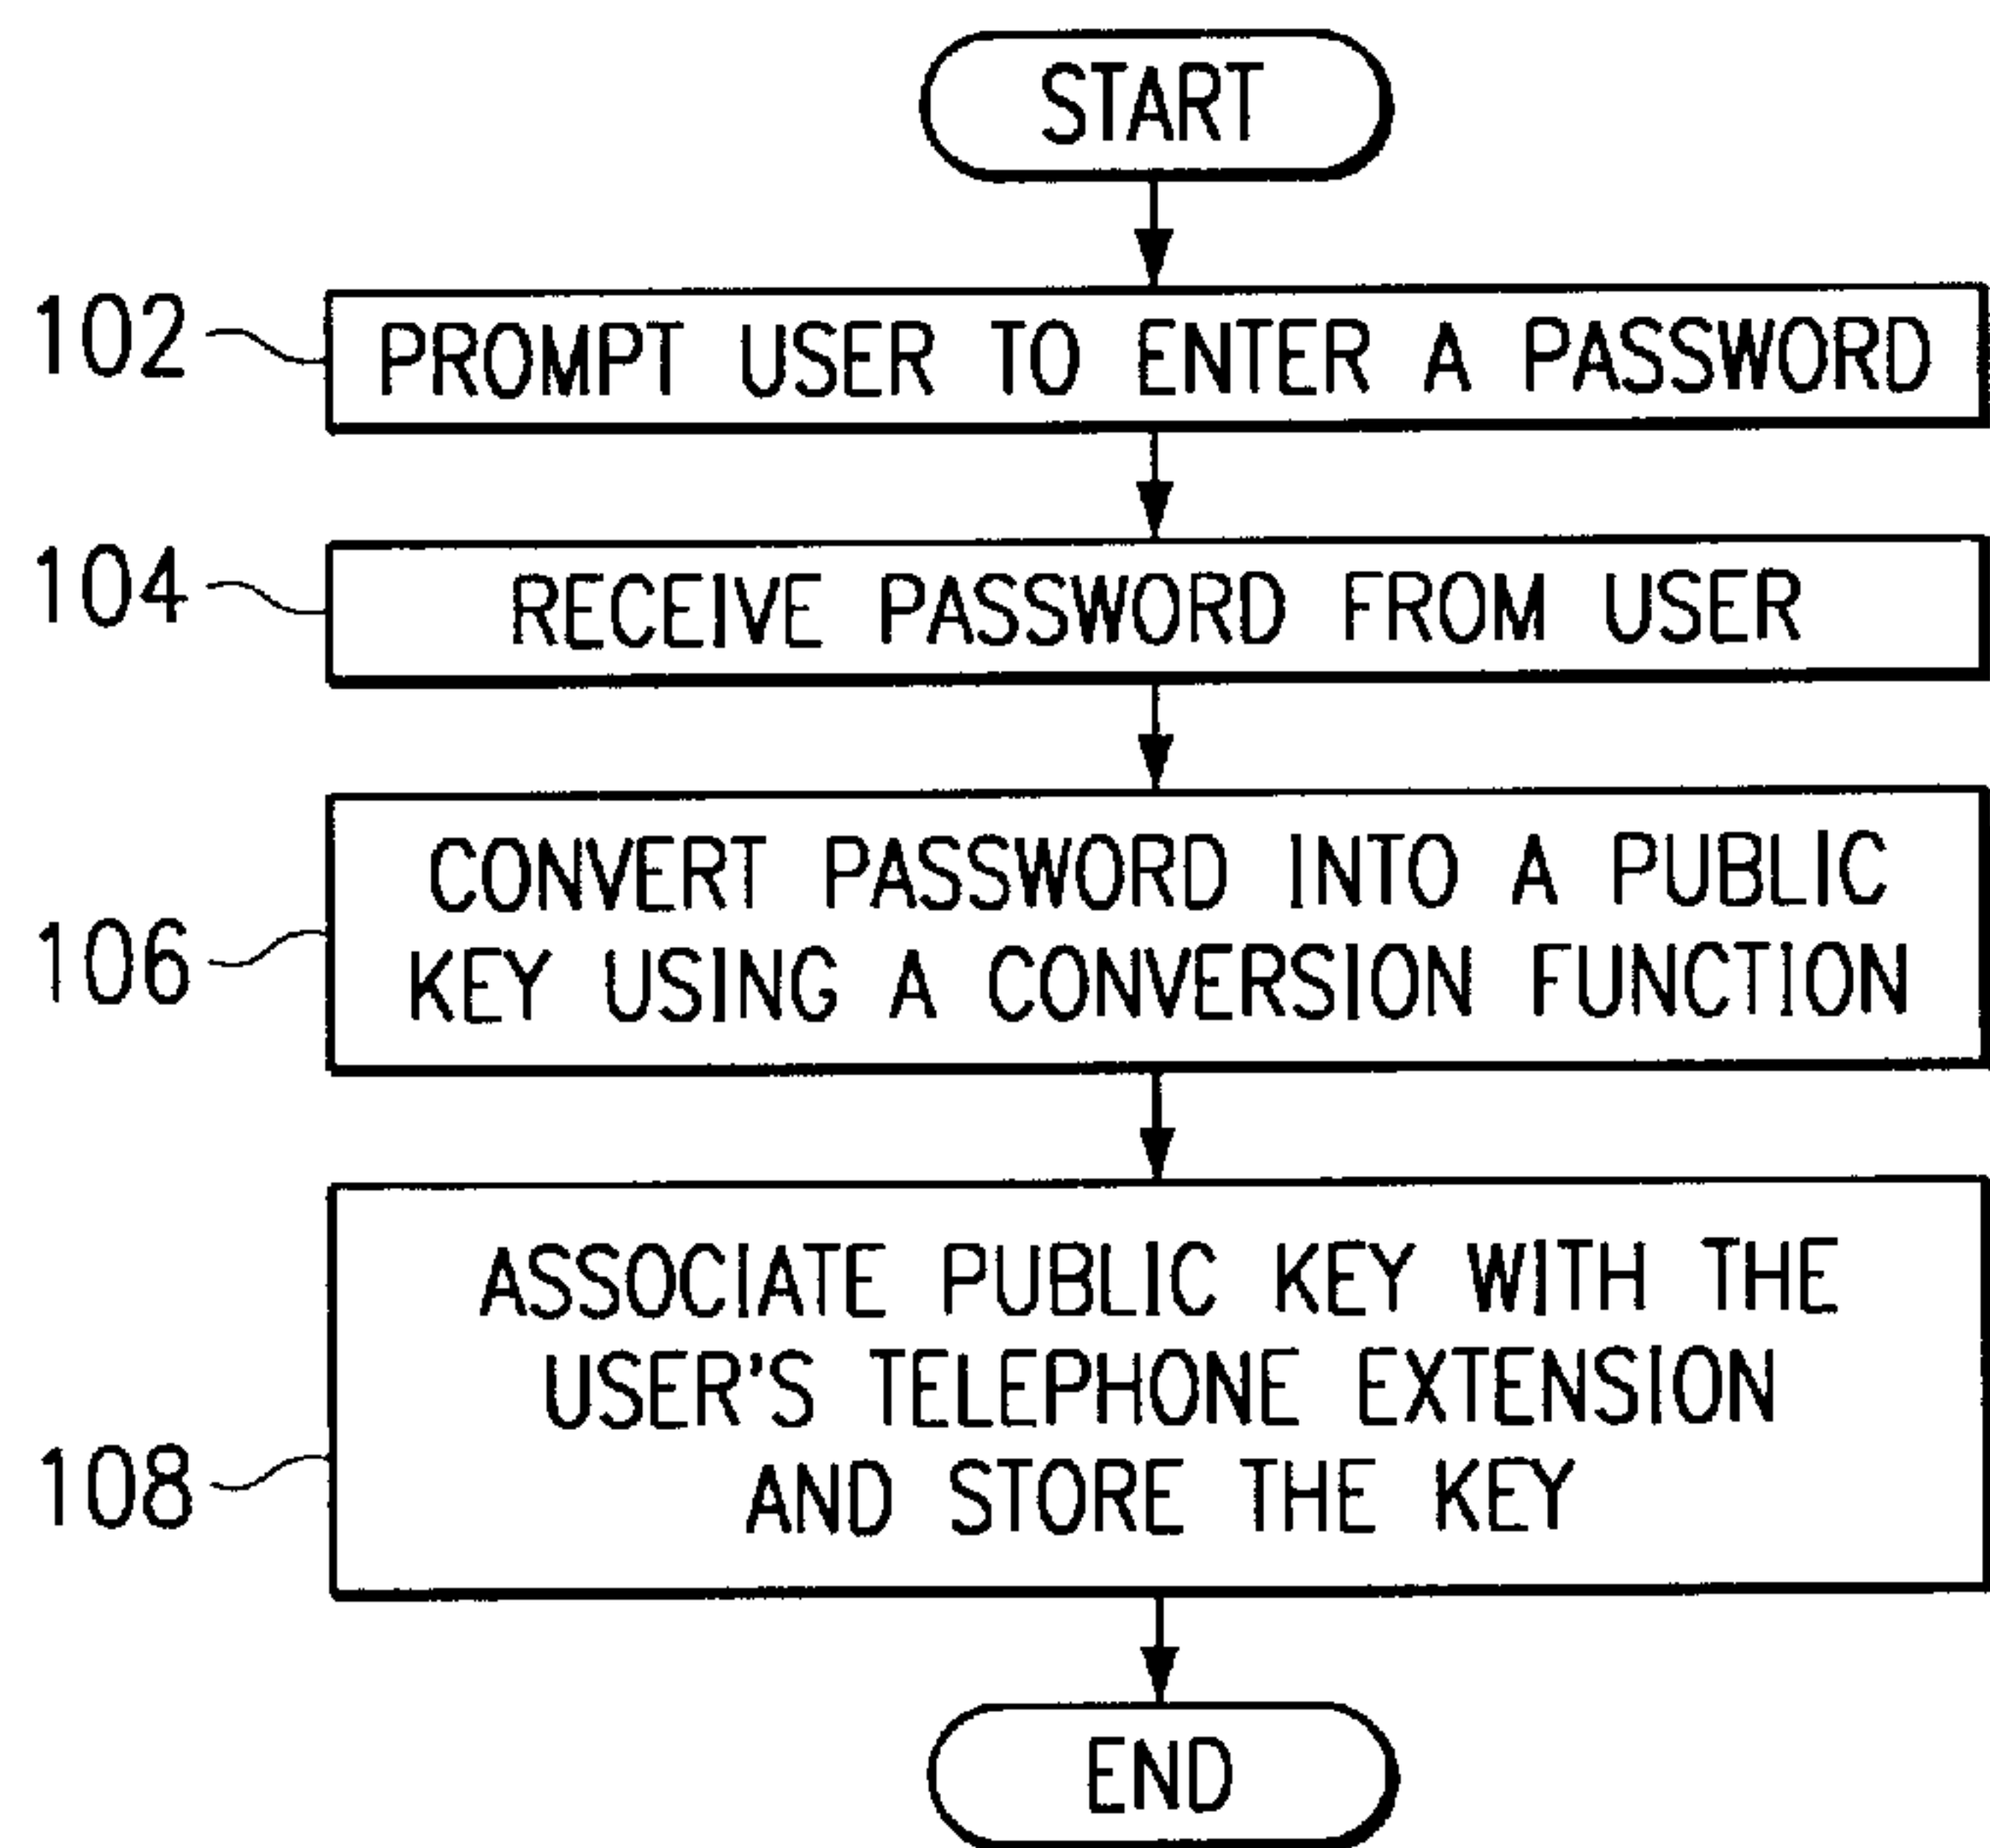 START
102
PROMPT USER TO ENTER A PASSWORD
104
RECEIVE PASSWORD FROM USER
106
CONVERT PASSWORD INTO A PUBLIC
KEY USING A CONVERSION FUNCTION
108
ASSOCIATE PUBLIC KEY WITH THE
USER'S TELEPHONE EXTENSION
AND STORE THE KEY
END